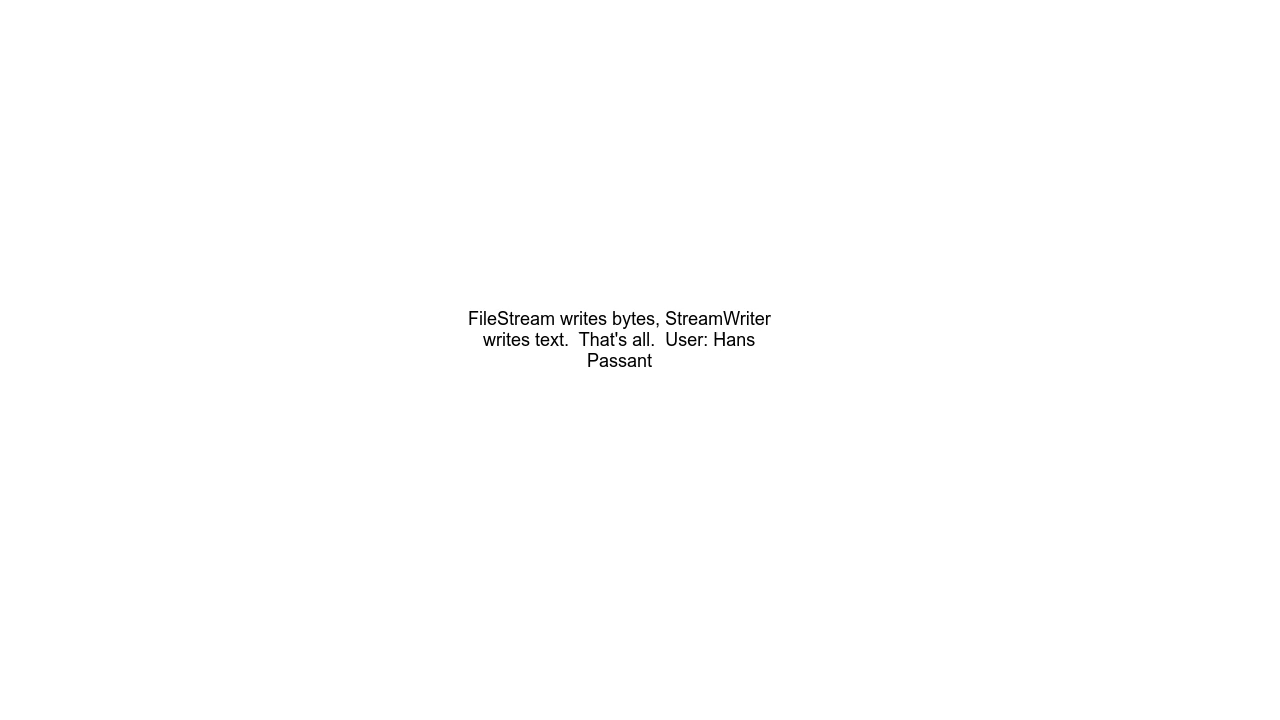 FileStream writes bytes, StreamWriter
writes text.  That's all.  User: Hans
Passant